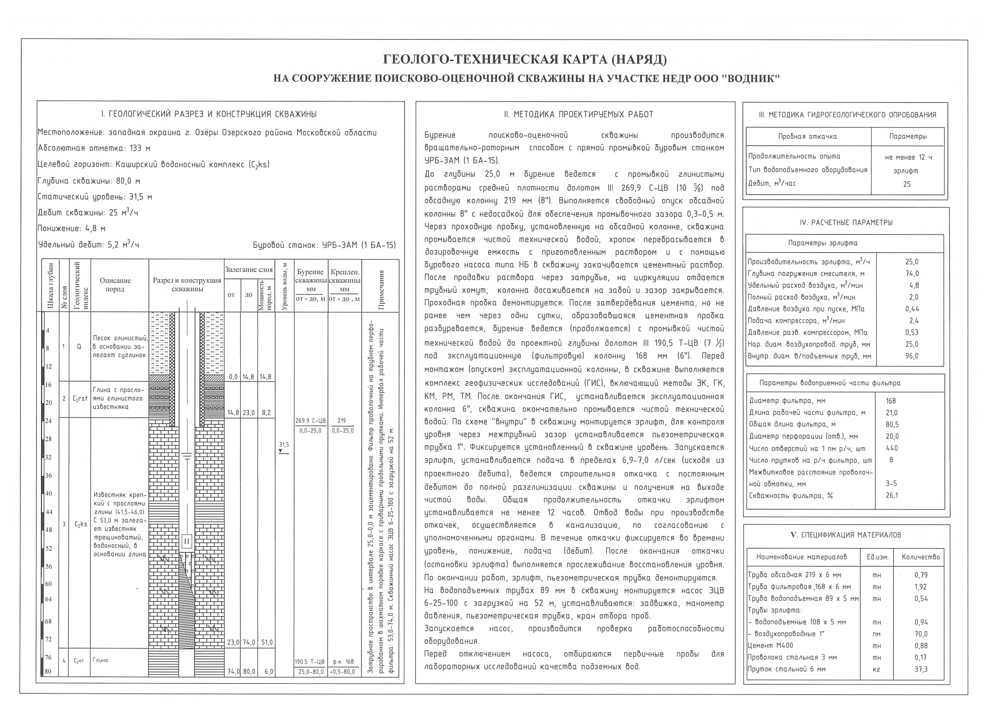 ГЕОЛОГО-ТЕХНИЧЕСКАЯ КАРТА (НАРЯД)
НА СООРУЖЕНИЕ ПОИСКОВО-ОЦЕНОЧНОЙ СКВАЖИНЫ НА УЧАСТКЕ НЕДР ООО "ВОДНИК"
I. ГЕОЛОГИЧЕСКИЙ РАЗРЕЗ И КОНСТРУКЦИЯ СКВАЖИНЫ
Местоположение: западная окраина г. Озёры Озерского района Московской области
Абсолютная отметка: 133 м
Целевой горизонт: Каширский водоносный комплекс (C₂ks)
Глубина скважины: 80,0 м
Статический уровень: 31,5 м
Дебит скважины: 25 м³/ч
Понижение: 4,8 м
Удельный дебит: 5,2 м³/ч
Буровой станок: УРБ-3АМ (1 БА-15)
Шкала глубин
№ слоя
Геологический индекс
Описание
пород
Разрез и конструкция
скважины
Залегание слоя
от
до
Мощность
пород, м
Уровень воды, м
Бурение
скважины
мм
от - до, м
Креплен.
скважины
мм
от - до , м
Примечания
4
8
12
16
20
24
28
32
36
40
44
48
52
56
60
64
68
72
76
80
1
Q
Песок глинистый,
в основании за-
легает суглинок
0,0 14,8 14,8
2
C₂rst
Глина с просло-
ями глинистого
известняка
14,8 23,0 8,2
3
C₂ks
Известняк креп-
кий с прослоями
глины (41,5-46,0).
С 53,0 м залега-
ет известняк
трещиноватый,
водоносный, в
основании глина
23,0 74,0 51,0
4
C₂vr
Глина
74,0 80,0 6,0
Н
31,5
269.9 С-ЦВ
0,0-25,0
219
0,0-25,0
190.5 Т-ЦВ
25,0-80,0
ф.к. 168
+0,5-80,0
Затрубное пространство в интервале 25,0-0,0 м зацементировано. Фильтр проволочный на трубном перфо-
рированном в шахматном порядке каркасе с приварными продольными прутками. Интервал рабочей части
фильтра: 53,0-74,0 м. Скважинный насос ЭЦВ 6-25-100 с загрузкой на 52 м.
II. МЕТОДИКА ПРОЕКТИРУЕМЫХ РАБОТ
Бурение поисково-оценочной скважины производится
вращательно-роторным способом с прямой промывкой буровым станком
УРБ-3АМ (1 БА-15).
До глубины 25,0 м бурение ведется с промывкой глинистыми
растворами средней плотности долотом III 269,9 С-ЦВ (10 ⅝) под
обсадную колонну 219 мм (8"). Выполняется свободный опуск обсадной
колонны 8" с недосадкой для обеспечения промывочного зазора 0,3-0,5 м.
Через проходную пробку, установленную на обсадной колонне, скважина
промывается чистой технической водой, хропок перебрасывается в
дозировочную емкость с приготовленным раствором и с помощью
бурового насоса типа НБ в скважину закачивается цементный раствор.
После продавки раствора через затрубье, на циркуляции отдается
трубный хомут, колонна досаживается на забой и зазор закрывается.
Проходная пробка демонтируется. После затвердевания цемента, но не
ранее чем через одни сутки, образовавшаяся цементная пробка
разбуревается, бурение ведется (продолжается) с промывкой чистой
технической водой до проектной глубины долотом III 190,5 Т-ЦВ (7 ½)
под эксплуатационную (фильтровую) колонну 168 мм (6"). Перед
монтажом (опуском) эксплуатационной колонны, в скважине выполняется
комплекс геофизических исследований (ГИС), включающий методы ЭК, ГК,
КМ, РМ, ТМ. После окончания ГИС, устанавливается эксплуатационная
колонна 6", скважина окончательно промывается чистой технической
водой. По схеме "внутри" в скважину монтируется эрлифт, для контроля
уровня через межтрубный зазор устанавливается пьезометрическая
трубка 1". Фиксируется установленный в скважине уровень. Запускается
эрлифт, устанавливается подача в пределах 6,9-7,0 л/сек (исходя из
проектного дебита), ведется строительная откачка с постоянным
дебитом до полной разглинизации скважины и получения на выходе
чистой воды. Общая продолжительность откачки эрлифтом
устанавливается не менее 12 часов. Отвод воды при производстве
откачек, осуществляется в канализацию, по согласованию с
уполномоченными органами. В течение откачки фиксируется во времени
уровень, понижение, подача (дебит). После окончания откачки
(остановки эрлифта) выполняется прослеживание восстановления уровня.
По окончании работ, эрлифт, пьезометрическая трубка демонтируются.
На водоподъемных трубах 89 мм в скважину монтируется насос ЭЦВ
6-25-100 с загрузкой на 52 м, устанавливаются: задвижка, манометр
давления, пьезометрическая трубка, кран отбора проб.
Запускается насос, производится проверка работоспособности
оборудования.
Перед отключением насоса, отбираются первичные пробы для
лабораторных исследований качества подземных вод.
III. МЕТОДИКА ГИДРОГЕОЛОГИЧЕСКОГО ОПРОБОВАНИЯ
Пробная откачка Параметры
Продолжительность опыта не менее 12 ч
Тип водоподъемного оборудования эрлифт
Дебит, м³/час 25
IV. РАСЧЕТНЫЕ ПАРАМЕТРЫ
Параметры эрлифта
Производительность эрлифта, м³/ч 25,0
Глубина погружения смесителя, м 74,0
Удельный расход воздуха, м³/мин 4,8
Полный расход воздуха, м³/мин 2,0
Давление воздуха при пуске, МПа 0,44
Подача компрессора, м³/мин 2,4
Давление разв. компрессором, МПа 0,53
Нар. диам. воздухопровод. труб, мм 25,0
Внутр. диам. в/подъемных труб, мм 96,0
Параметры водоприемной части фильтра
Диаметр фильтра, мм 168
Длина рабочей части фильтра, м 21,0
Общая длина фильтра, м 80,5
Диаметр перфорации (отв.), мм 20,0
Число отверстий на 1 пм р/ч, шт 440
Число прутков на р/ч фильтра, шт 8
Межвитковое расстояние проволоч-
ной обмотки, мм 3-5
Скважность фильтра, % 26,1
V. СПЕЦИФИКАЦИЯ МАТЕРИАЛОВ
Наименование материалов Ед.изм. Количество
Труба обсадная 219 х 6 мм тн 0,79
Труба фильтровая 168 х 6 мм тн 1,92
Труба водоподъемная 89 х 5 мм тн 0,54
Трубы эрлифта:
- водоподъемные 108 х 5 мм тн 0,94
- воздухопроводные 1" пм 70,0
Цемент М400 тн 0,88
Проволока стальная 3 мм тн 0,17
Пруток стальной 6 мм кг 37,3